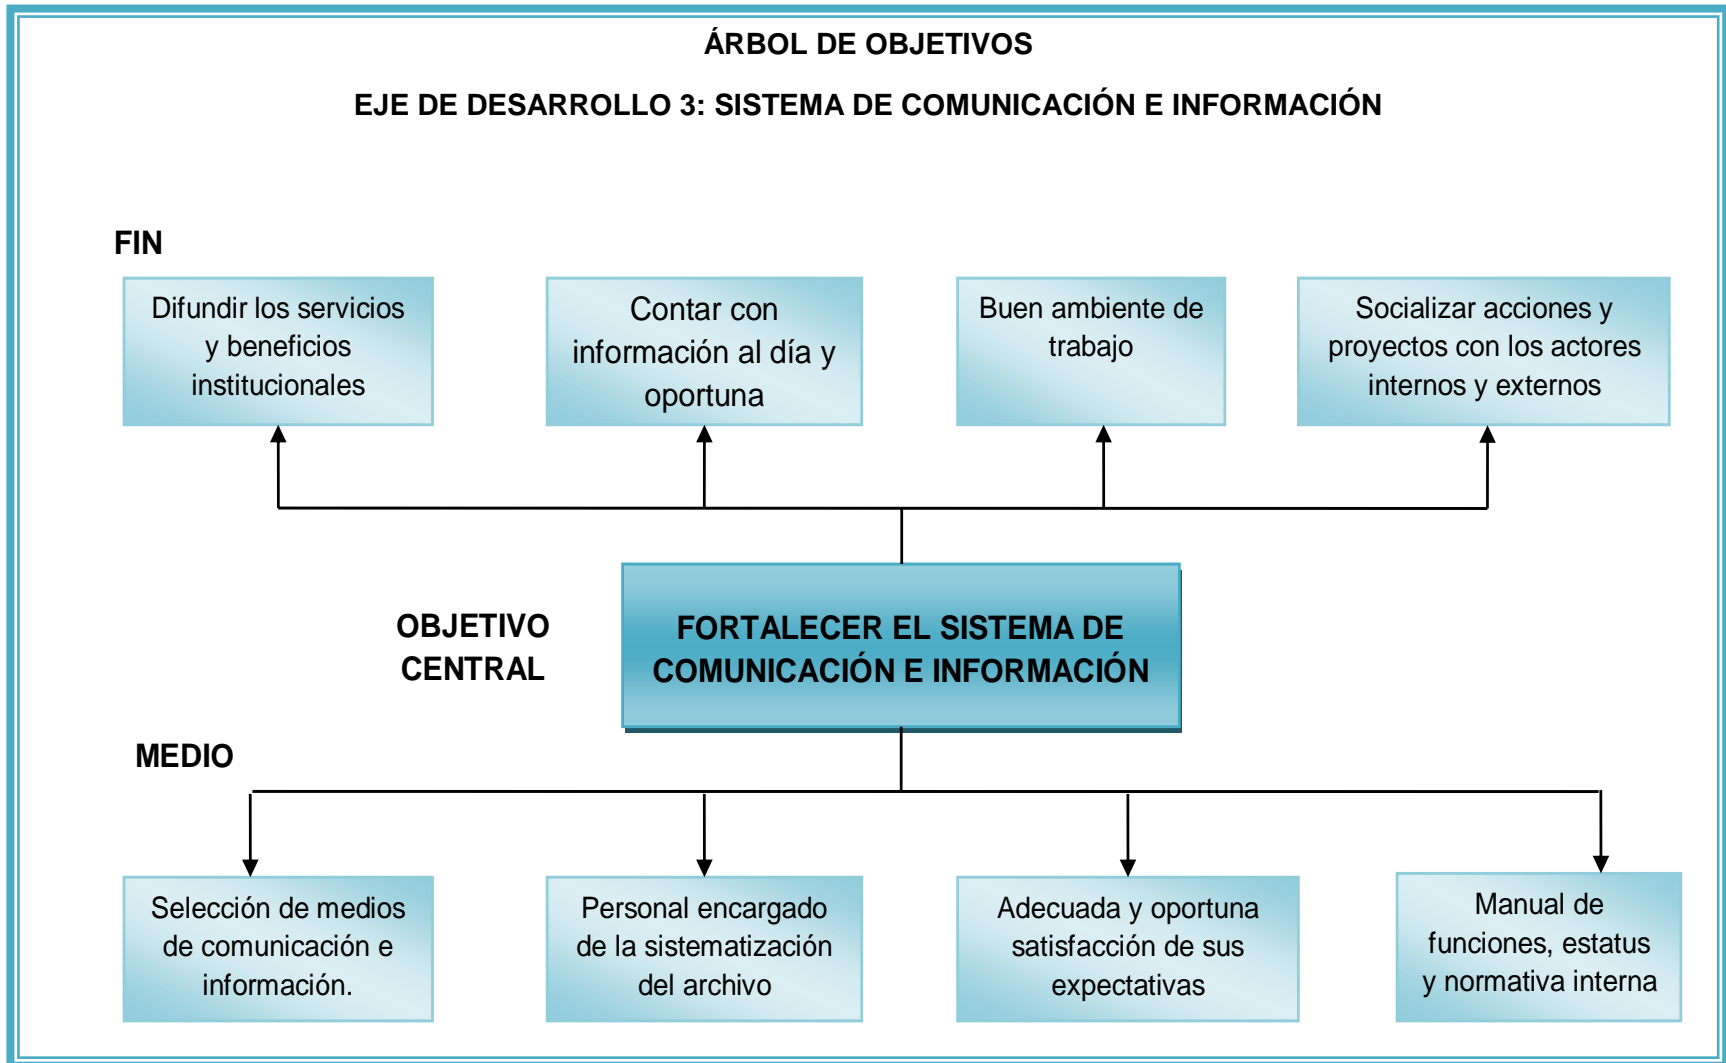 ÁRBOL DE OBJETIVOS
EJE DE DESARROLLO 3: SISTEMA DE COMUNICACIÓN E INFORMACIÓN
FIN
Difundir los servicios
y beneficios
institucionales
Contar con
información al día y
oportuna
Buen ambiente de
trabajo
Socializar acciones y
proyectos con los actores
internos y externos
OBJETIVO
CENTRAL
FORTALECER EL SISTEMA DE
COMUNICACIÓN E INFORMACIÓN
MEDIO
Selección de medios
de comunicación e
información.
Personal encargado
de la sistematización
del archivo
Adecuada y oportuna
satisfacción de sus
expectativas
Manual de
funciones, estatus
y normativa interna